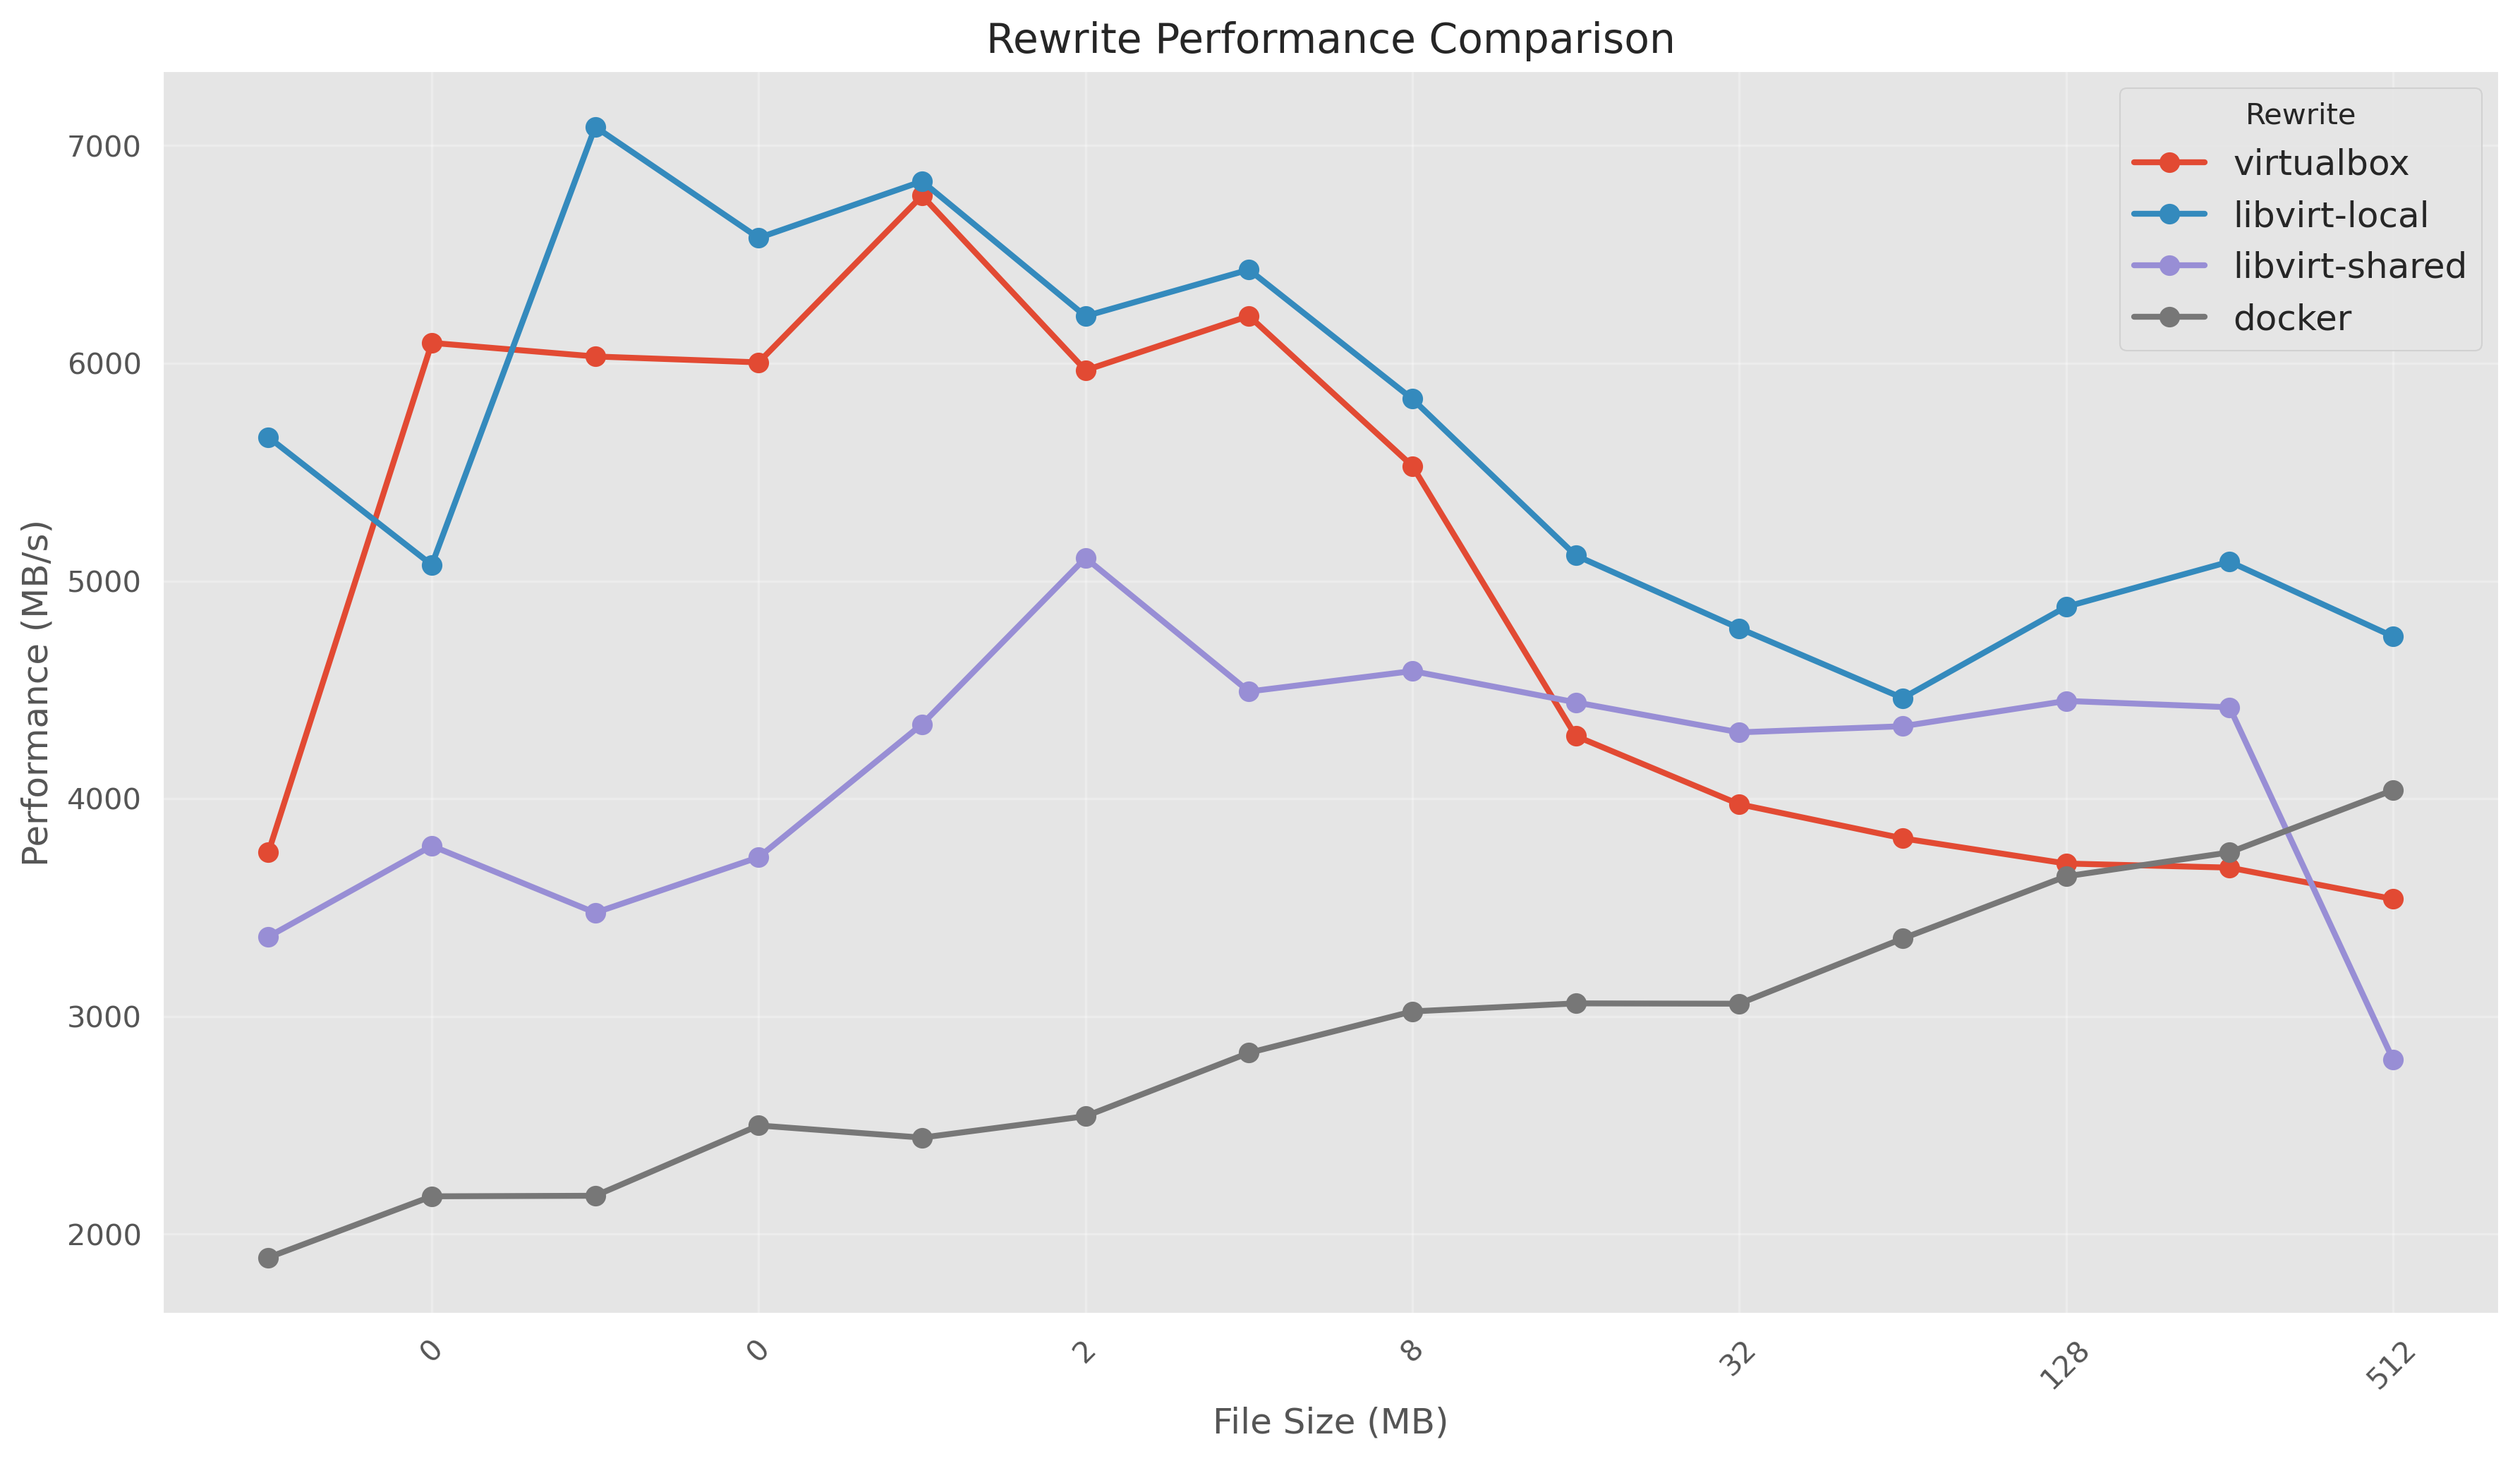 Rewrite Performance Comparison
Performance (MB/s)
7000
6000
5000
4000
3000
2000
Rewrite
virtualbox
libvirt-local
libvirt-shared
docker
0
0
2
8
32
128
512
File Size (MB)